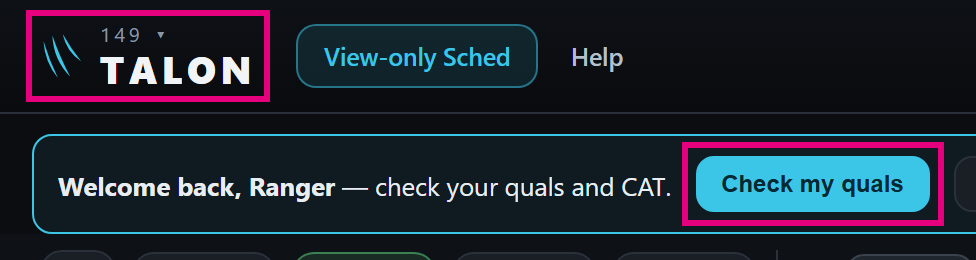 149 ▾
TALON
View-only Sched
Help
Welcome back, Ranger — check your quals and CAT.
Check my quals